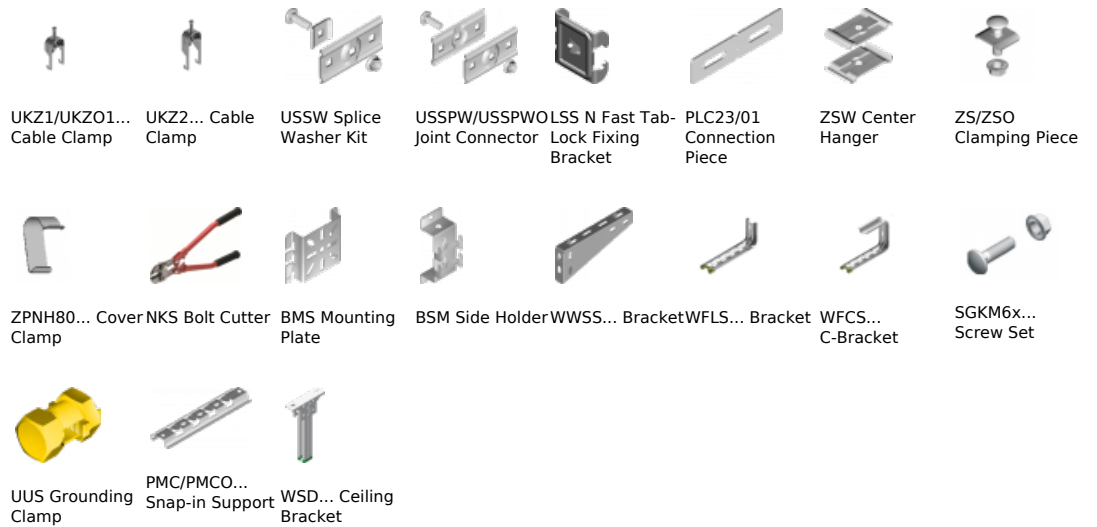 UKZ1/UKZO1...
Cable Clamp
UKZ2... Cable
Clamp
USSW Splice
Washer Kit
USSPW/USSPWO
Joint Connector
LSS N Fast Tab-
Lock Fixing
Bracket
PLC23/01
Connection
Piece
ZSW Center
Hanger
ZS/ZSO
Clamping Piece
ZPNH80... Cover
Clamp
NKS Bolt Cutter
BMS Mounting
Plate
BSM Side Holder
WWSS... Bracket
WFLS... Bracket
WFCS...
C-Bracket
SGKM6x...
Screw Set
UUS Grounding
Clamp
PMC/PMCO...
Snap-in Support
WSD... Ceiling
Bracket